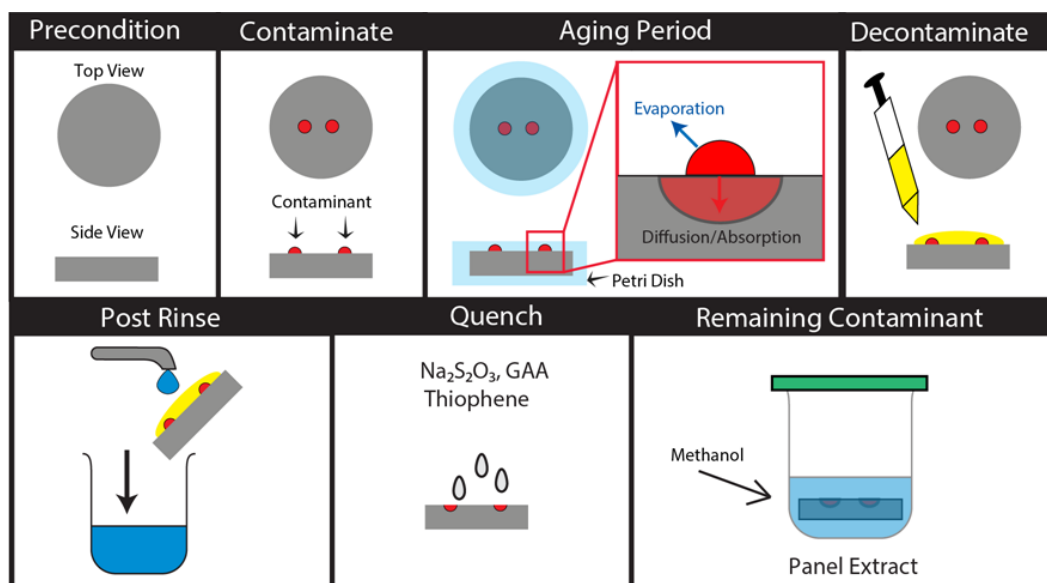 Precondition
Contaminate
Aging Period
Decontaminate
Top View
Side View
Contaminant
Evaporation
Diffusion/Absorption
Petri Dish
Post Rinse
Quench
Remaining Contaminant
Na₂S₂O₃, GAA
Thiophene
Methanol
Panel Extract